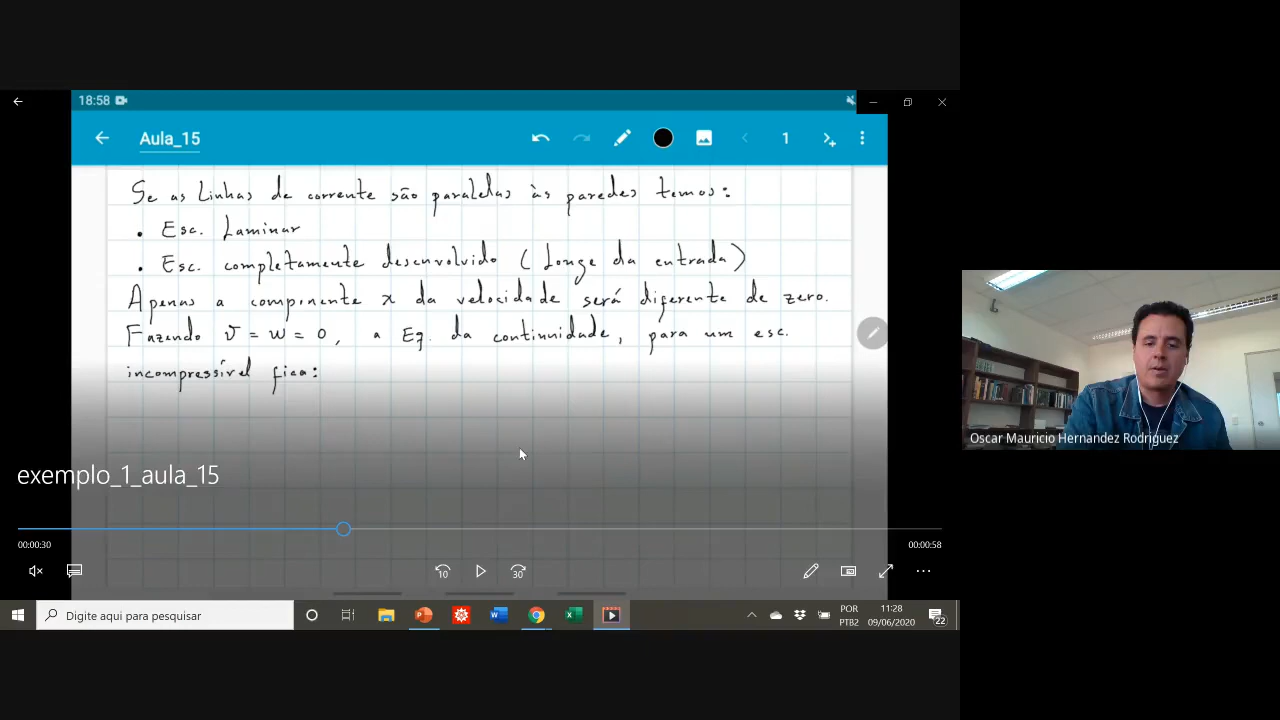 18:58
Aula_15
1
Se as Linhas de corrente são paralelas às paredes temos:
• Esc. Laminar
• Esc. completamente desenvolvido (Longe da entrada)
Apenas a componente x da velocidade será diferente de zero.
Fazendo v = w = 0, a Eq. da continuidade, para um esc.
incompressível fica:
Oscar Mauricio Hernandez Rodriguez
exemplo_1_aula_15
00:00:30
00:00:58
10
30
Digite aqui para pesquisar
POR
PTB2
11:28
09/06/2020
22